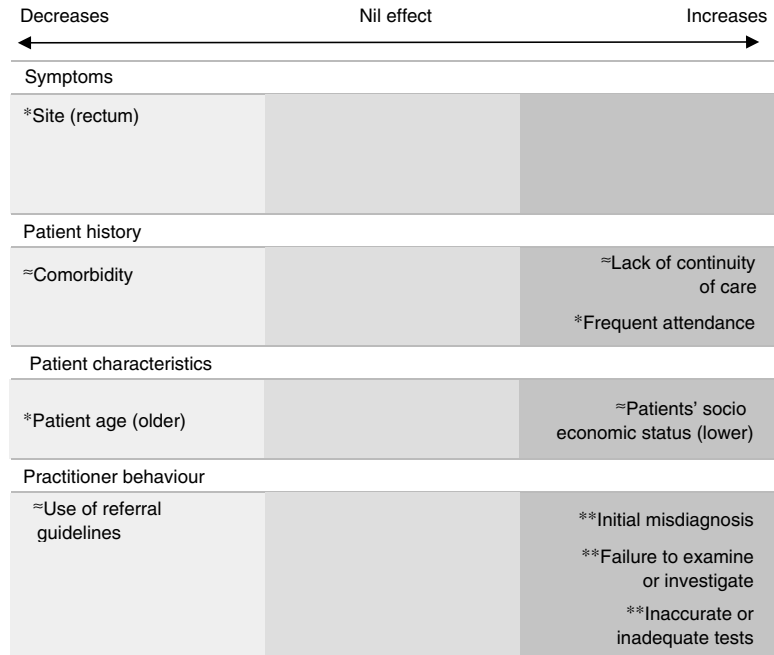 Decreases Nil effect Increases
Symptoms
*Site (rectum)
Patient history
≈Comorbidity
≈Lack of continuity
of care
*Frequent attendance
Patient characteristics
*Patient age (older)
≈Patients’ socio
economic status (lower)
Practitioner behaviour
≈Use of referral
guidelines
**Initial misdiagnosis
**Failure to examine
or investigate
**Inaccurate or
inadequate tests